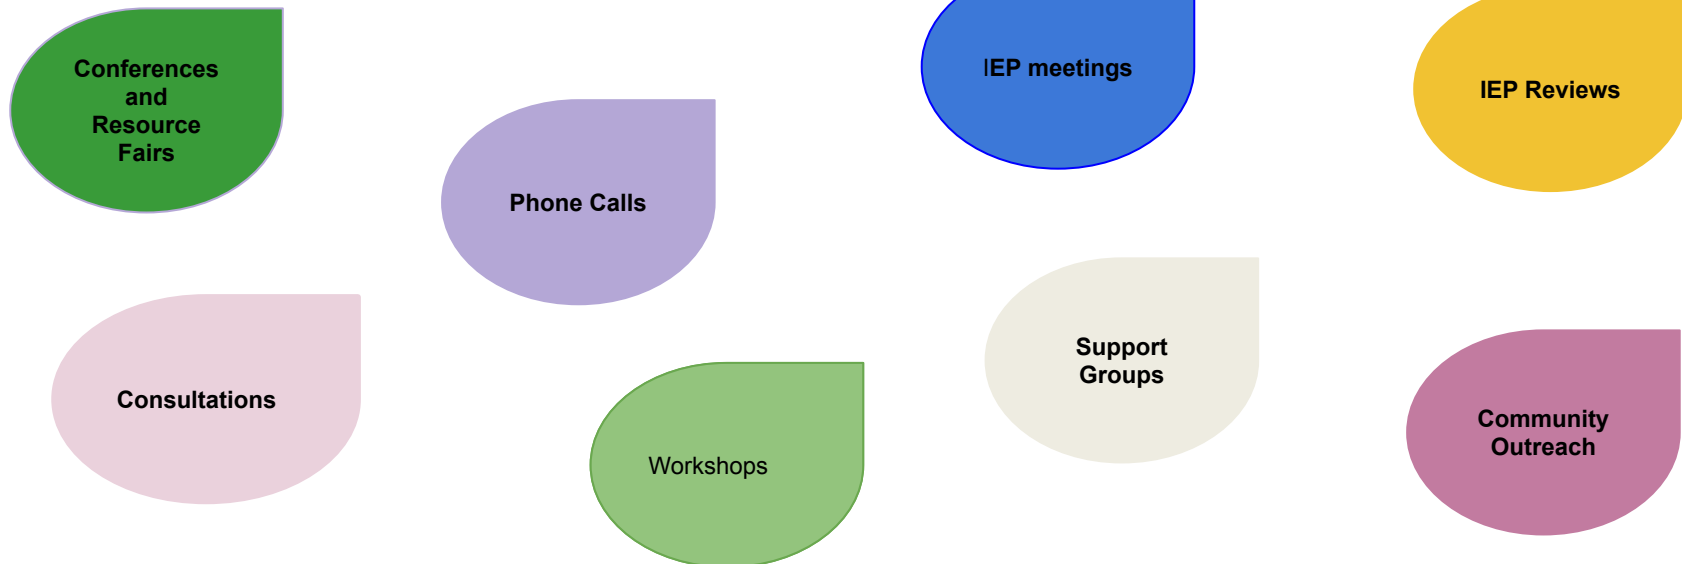 Conferences
and
Resource
Fairs
Phone Calls
IEP meetings
IEP Reviews
Consultations
Workshops
Support
Groups
Community
Outreach